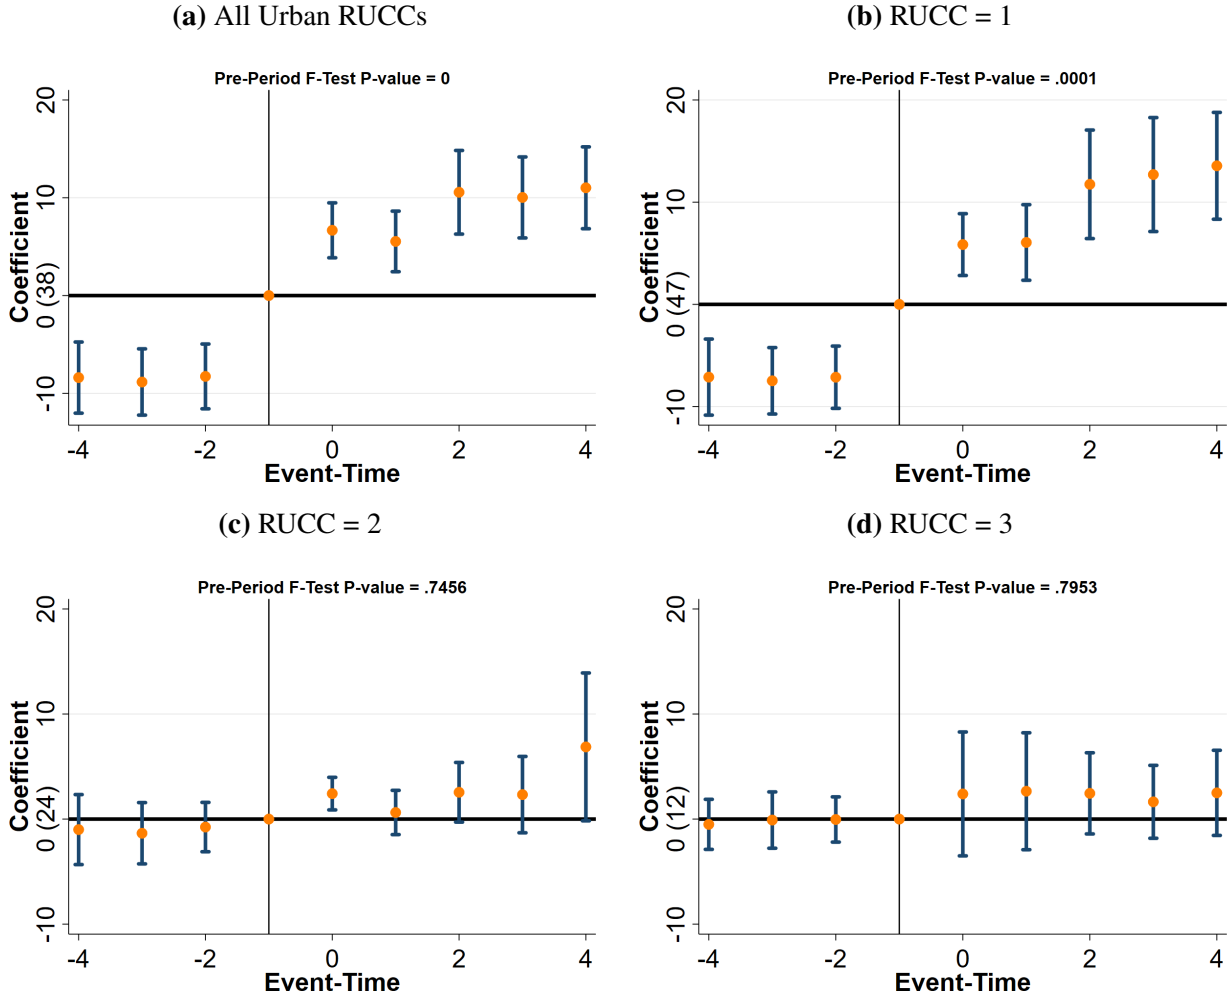 (a) All Urban RUCCs
Pre-Period F-Test P-value = 0
Coefficient
20
10
0 (38)
-10
-4
-2
0
2
4
Event-Time
(b) RUCC = 1
Pre-Period F-Test P-value = .0001
Coefficient
20
10
0 (47)
-10
-4
-2
0
2
4
Event-Time
(c) RUCC = 2
Pre-Period F-Test P-value = .7456
Coefficient
20
10
0 (24)
-10
-4
-2
0
2
4
Event-Time
(d) RUCC = 3
Pre-Period F-Test P-value = .7953
Coefficient
20
10
0 (12)
-10
-4
-2
0
2
4
Event-Time